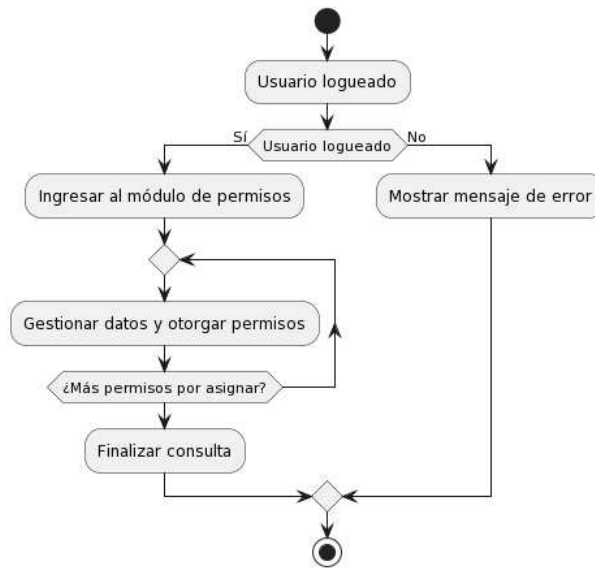 Usuario logueado
Sí
Usuario logueado
No
Ingresar al módulo de permisos
Mostrar mensaje de error
Gestionar datos y otorgar permisos
¿Más permisos por asignar?
Finalizar consulta